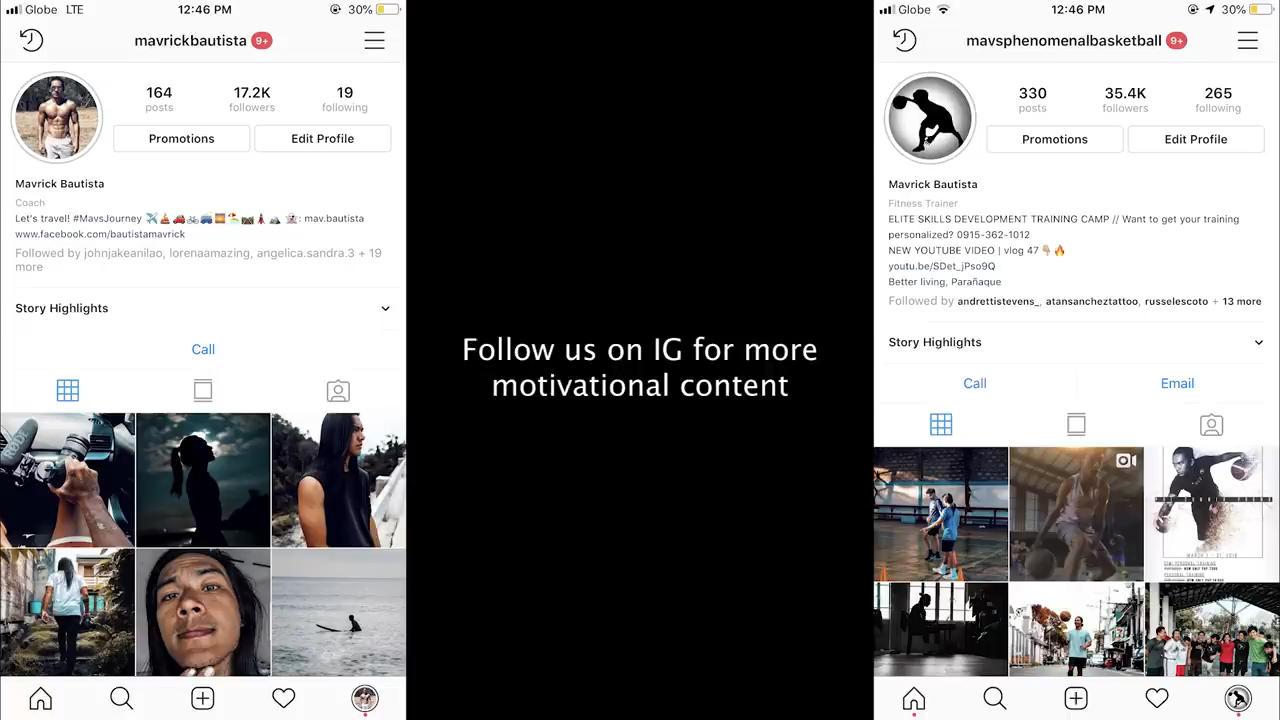 Globe LTE 12:46 PM 30%
mavrickbautista 9+
164 17.2K 19
posts followers following
Promotions Edit Profile
Mavrick Bautista
Coach
Let's travel! #MavsJourney ✈️⛵🚗🚲🚙🌅🏖️🛤️🗼🏔️ 👻: mav.bautista
www.facebook.com/bautistamavrick
Followed by johnjakeanilao, lorenaamazing, angelica.sandra.3 + 19
more
Story Highlights
Call
Follow us on IG for more
motivational content
Globe 12:46 PM 30%
mavsphenomenalbasketball 9+
330 35.4K 265
posts followers following
Promotions Edit Profile
Mavrick Bautista
Fitness Trainer
ELITE SKILLS DEVELOPMENT TRAINING CAMP // Want to get your training
personalized? 0915-362-1012
NEW YOUTUBE VIDEO | vlog 47 👇🏼🔥
youtu.be/SDet_jPso9Q
Better living, Parañaque
Followed by andrettistevens_, atansancheztattoo, russelescoto + 13 more
Story Highlights
Call Email